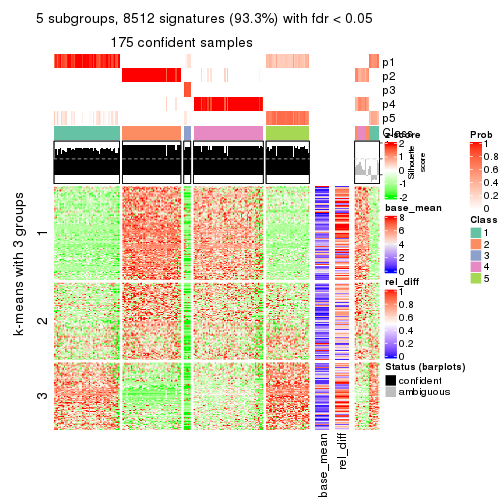 5 subgroups, 8512 signatures (93.3%) with fdr < 0.05
175 confident samples
p1
p2
p3
p4
p5
Class
Silhouette
score
k-means with 3 groups
1
2
3
base_mean
rel_diff
z-score
2
1
0
-1
-2
base_mean
8
6
4
2
0
rel_diff
1
0.8
0.6
0.4
0.2
0
Status (barplots)
confident
ambiguous
Prob
1
0.8
0.6
0.4
0.2
0
Class
1
2
3
4
5